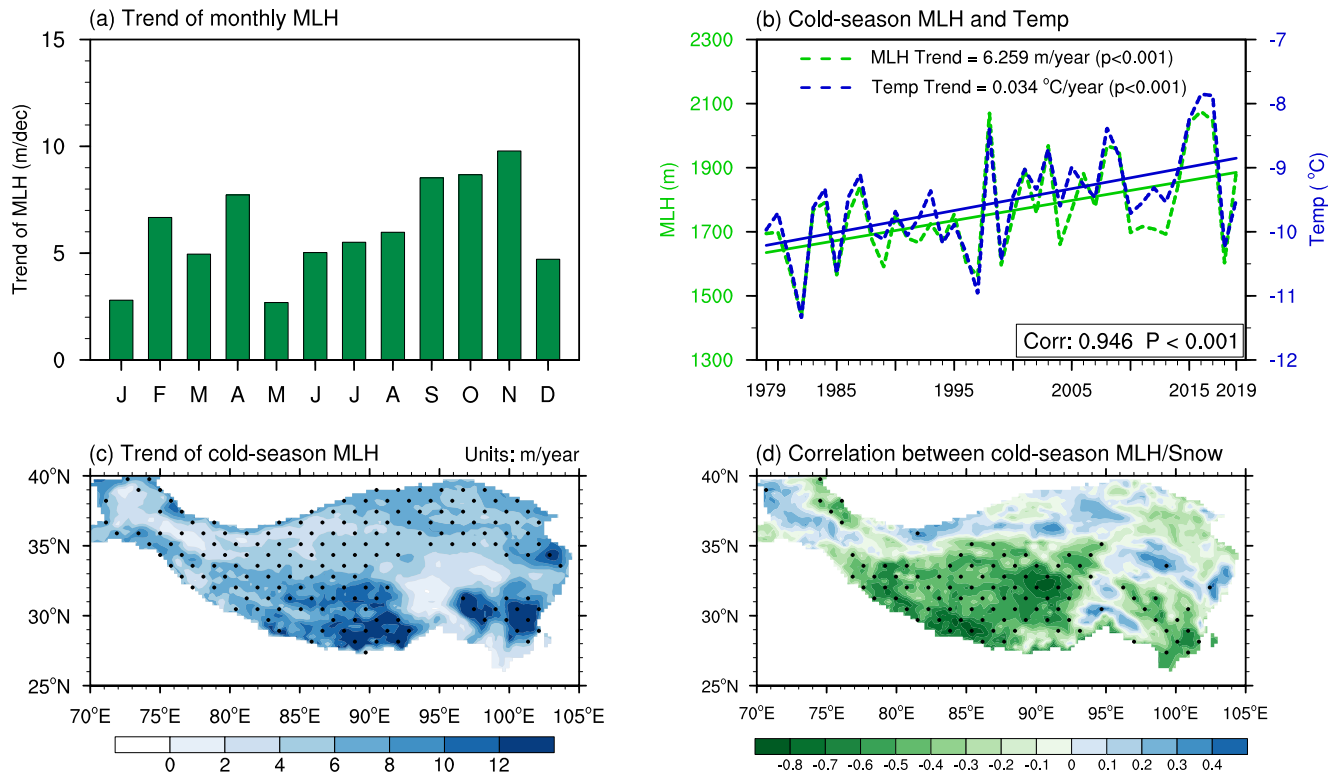 (a) Trend of monthly MLH
Trend of MLH (m/dec)
15
10
5
0
J F M A M J J A S O N D
(b) Cold-season MLH and Temp
MLH Trend = 6.259 m/year (p<0.001)
Temp Trend = 0.034 °C/year (p<0.001)
MLH (m)
2300
2100
1900
1700
1500
1300
Temp ( °C)
-7
-8
-9
-10
-11
-12
Corr: 0.946 P < 0.001
1979 1985 1995 2005 2015 2019
(c) Trend of cold-season MLH Units: m/year
40°N
35°N
30°N
25°N
70°E 75°E 80°E 85°E 90°E 95°E 100°E 105°E
0 2 4 6 8 10 12
(d) Correlation between cold-season MLH/Snow
40°N
35°N
30°N
25°N
70°E 75°E 80°E 85°E 90°E 95°E 100°E 105°E
-0.8 -0.7 -0.6 -0.5 -0.4 -0.3 -0.2 -0.1 0 0.1 0.2 0.3 0.4